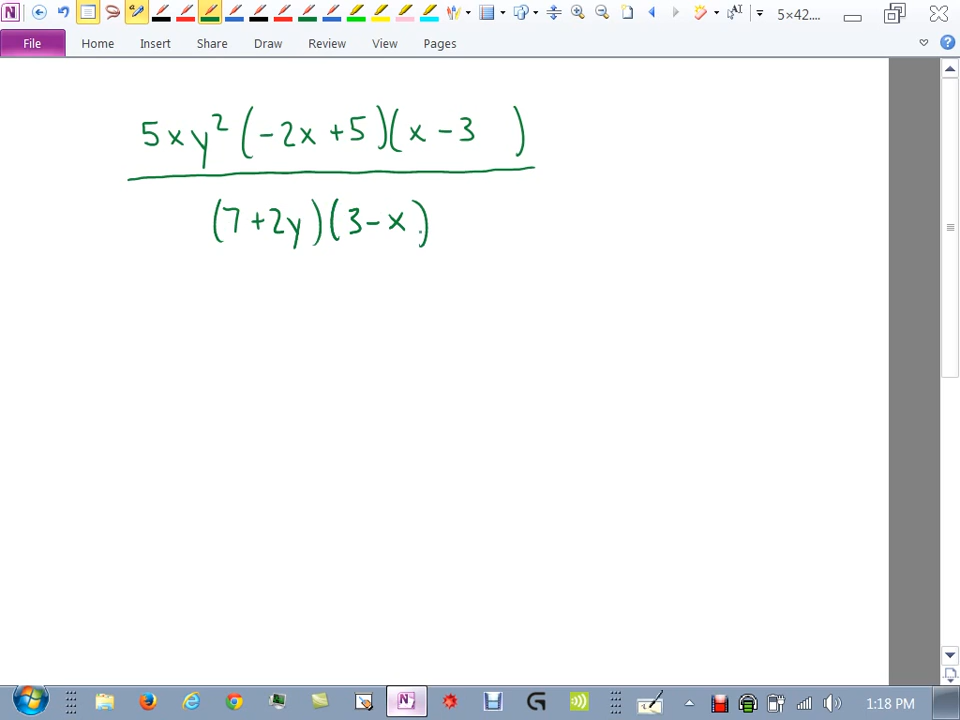 5×42....
File Home Insert Share Draw Review View Pages
5xy²(-2x+5)(x-3 )
(7+2y)(3-x)
1:18 PM